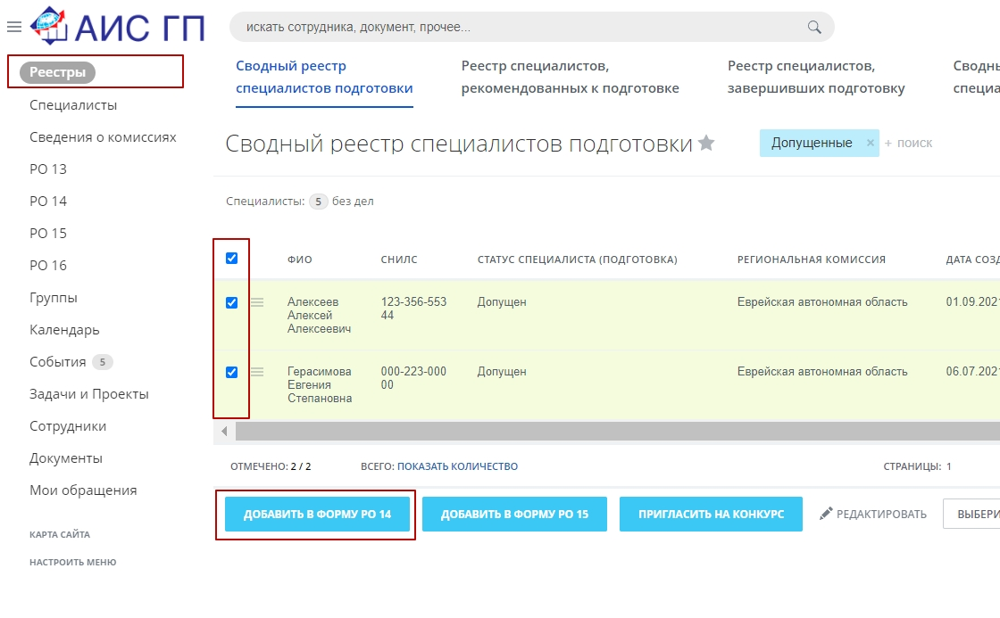 АИС ГП
искать сотрудника, документ, прочее...
Реестры
Специалисты
Сведения о комиссиях
РО 13
РО 14
РО 15
РО 16
Группы
Календарь
События 5
Задачи и Проекты
Сотрудники
Документы
Мои обращения
КАРТА САЙТА
НАСТРОИТЬ МЕНЮ
Сводный реестр
специалистов подготовки
Реестр специалистов,
рекомендованных к подготовке
Реестр специалистов,
завершивших подготовку
Сводны
специа
Сводный реестр специалистов подготовки
Допущенные × + поиск
Специалисты: 5 без дел
ФИО СНИЛС СТАТУС СПЕЦИАЛИСТА (ПОДГОТОВКА) РЕГИОНАЛЬНАЯ КОМИССИЯ ДАТА СОЗД
Алексеев
Алексей
Алексеевич
123-356-553
44
Допущен
Еврейская автономная область
01.09.2021
Герасимова
Евгения
Степановна
000-223-000
00
Допущен
Еврейская автономная область
06.07.2021
ОТМЕЧЕНО: 2 / 2 ВСЕГО: ПОКАЗАТЬ КОЛИЧЕСТВО СТРАНИЦЫ: 1
ДОБАВИТЬ В ФОРМУ РО 14 ДОБАВИТЬ В ФОРМУ РО 15 ПРИГЛАСИТЬ НА КОНКУРС РЕДАКТИРОВАТЬ ВЫБЕРИ